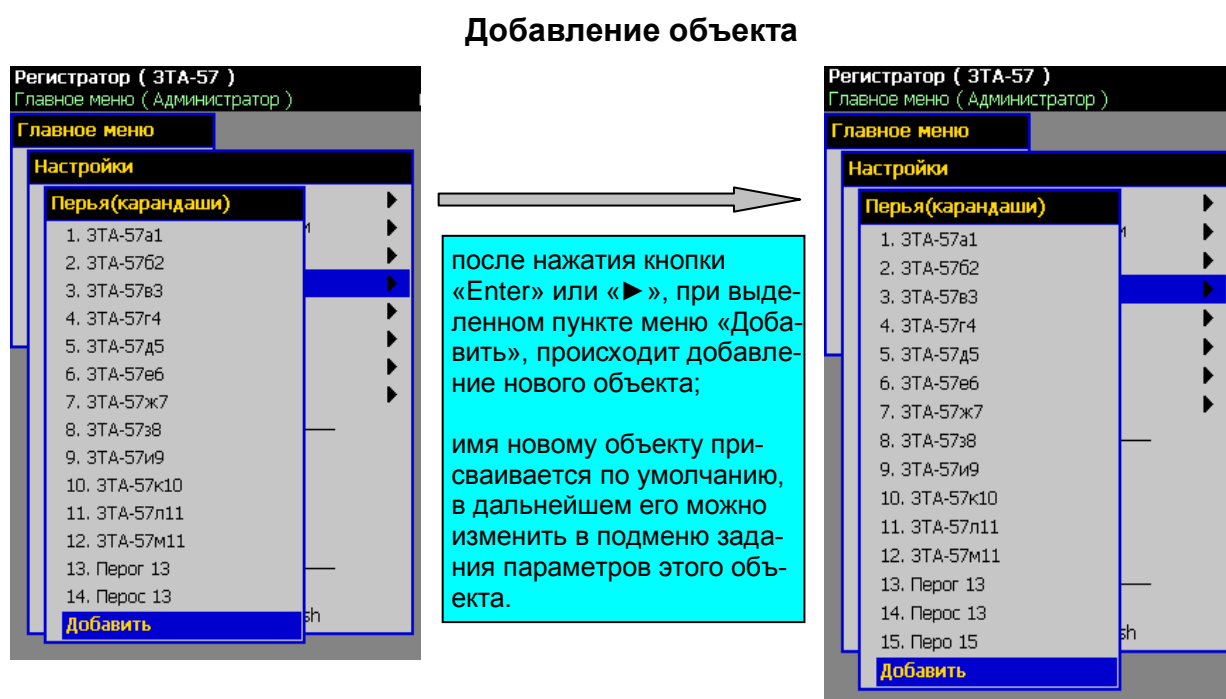 Добавление объекта
Регистратор ( ЗТА-57 )
Главное меню ( Администратор )
Главное меню
Настройки
Перья(карандаши)
1. ЗТА-57а1
2. ЗТА-57б2
3. ЗТА-57в3
4. ЗТА-57г4
5. ЗТА-57д5
6. ЗТА-57е6
7. ЗТА-57ж7
8. ЗТА-57з8
9. ЗТА-57и9
10. ЗТА-57к10
11. ЗТА-57л11
12. ЗТА-57м11
13. Перог 13
14. Перос 13
sh
Добавить
после нажатия кнопки
«Enter» или «►», при выде-
ленном пункте меню «Доба-
вить», происходит добавле-
ние нового объекта;
имя новому объекту при-
сваивается по умолчанию,
в дальнейшем его можно
изменить в подменю зада-
ния параметров этого объ-
екта.
Регистратор ( ЗТА-57 )
Главное меню ( Администратор )
Главное меню
Настройки
Перья(карандаши)
1. ЗТА-57а1
2. ЗТА-57б2
3. ЗТА-57в3
4. ЗТА-57г4
5. ЗТА-57д5
6. ЗТА-57е6
7. ЗТА-57ж7
8. ЗТА-57з8
9. ЗТА-57и9
10. ЗТА-57к10
11. ЗТА-57л11
12. ЗТА-57м11
13. Перог 13
14. Перос 13
15. Перо 15
sh
Добавить